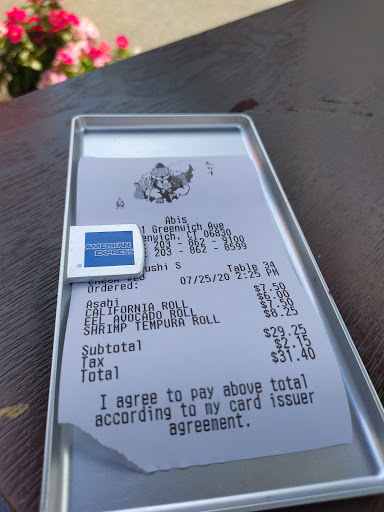 Abis
1 Greenwich Ave
enwich, CT 06830
203 - 862 - 9100
203 - 862 - 8599
AMERICAN
EXPRESS
ushi S Table 34
Ordered: 07/25/20 2:25 PM
Asahi $7.50
CALIFORNIA ROLL $6.00
EEL AVOCADO ROLL $7.50
SHRIMP TEMPURA ROLL $8.25
Subtotal $29.25
Tax $2.15
Total $31.40
I agree to pay above total
according to my card issuer
agreement.